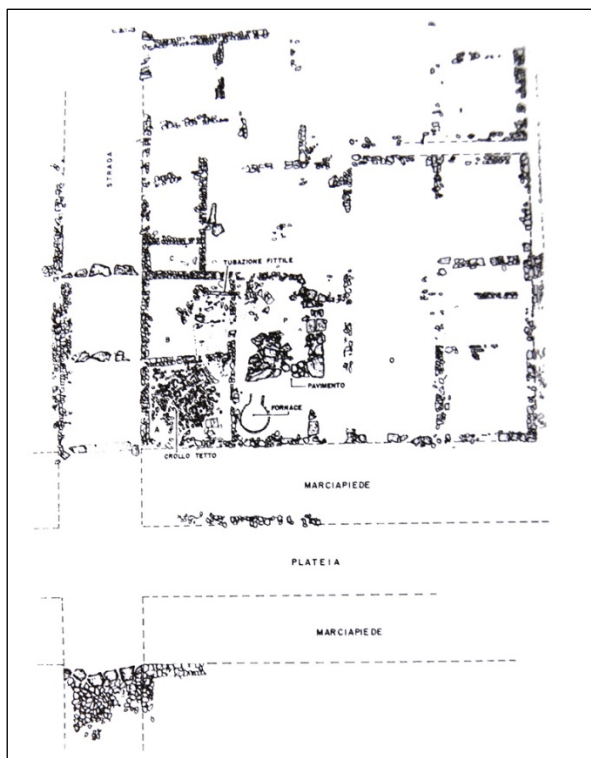 STRADA
C
TUBAZIONE FITTILE
B
P
O
PAVIMENTO
FORNACE
A
CROLLO TETTO
MARCIAPIEDE
PLATEIA
MARCIAPIEDE